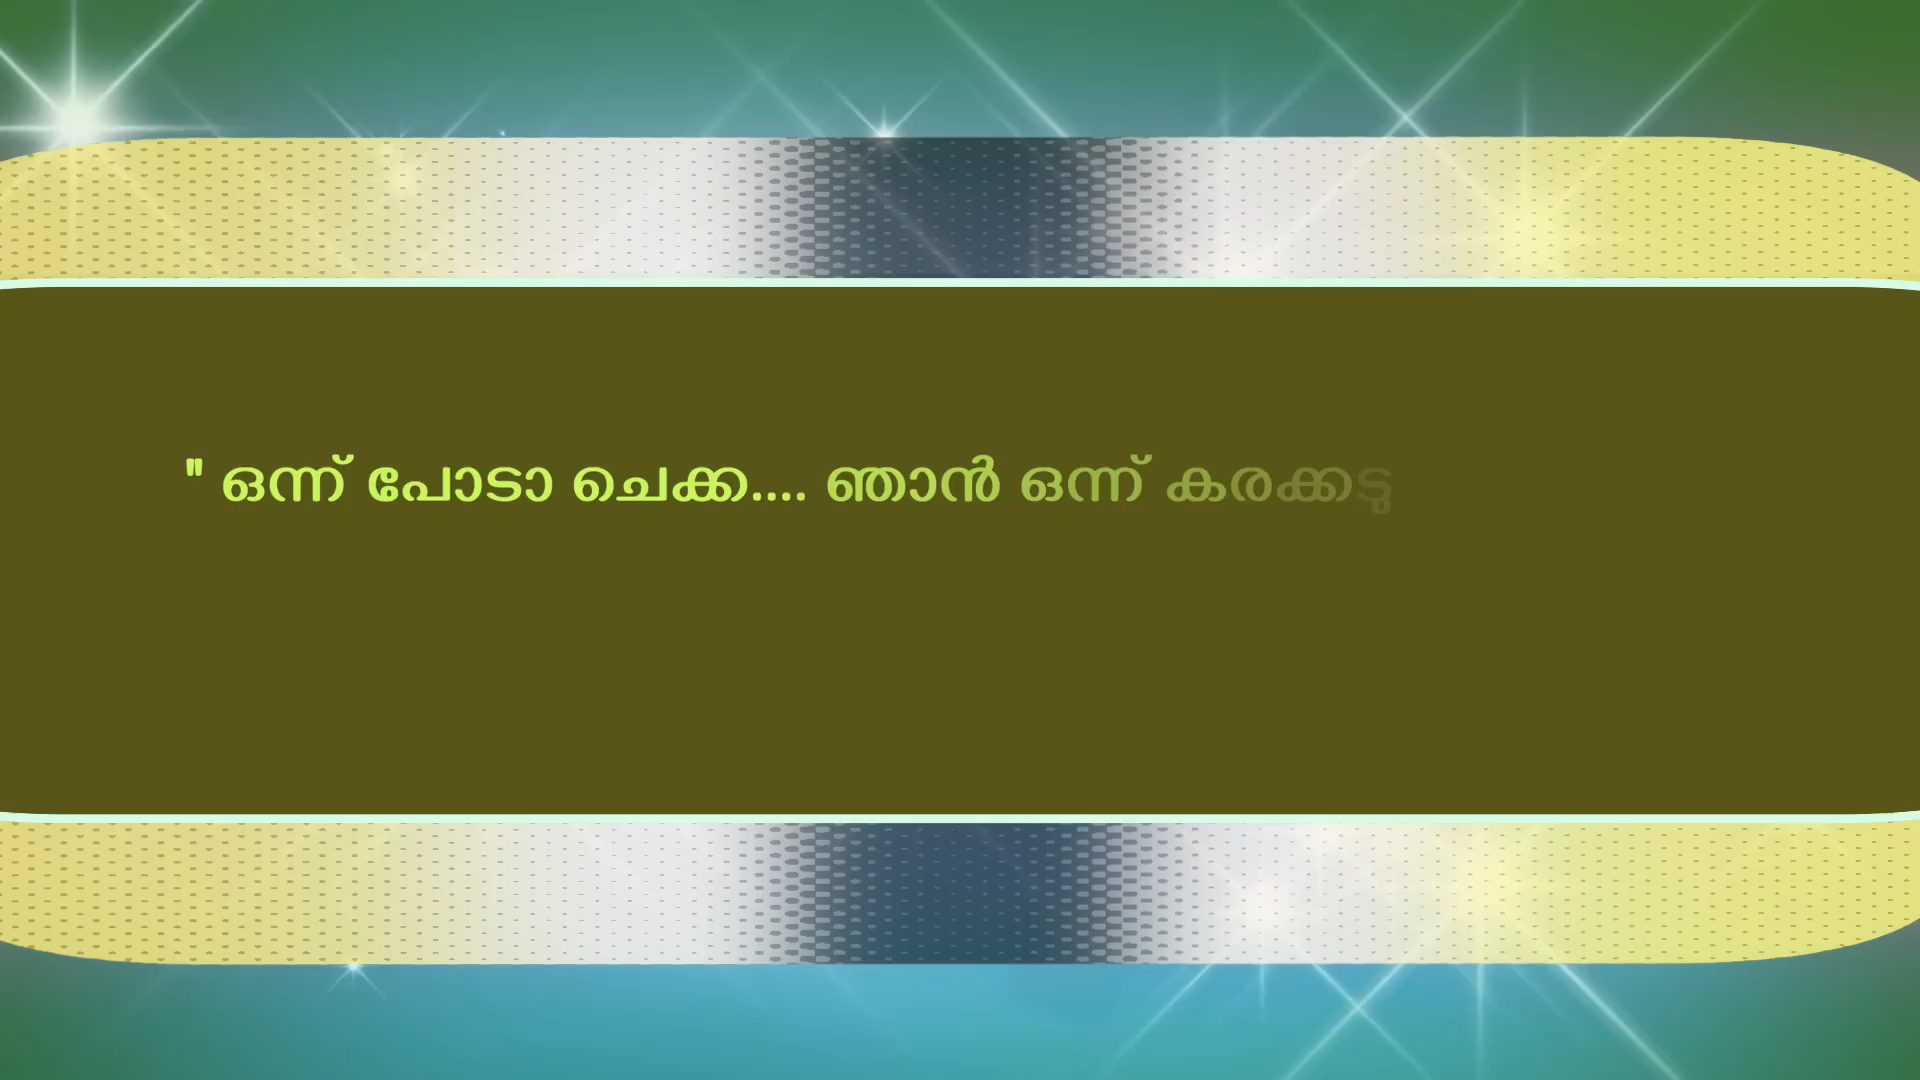 " ഒന്ന് പോടാ ചെക്ക.... ഞാൻ ഒന്ന് കരക്കട്ടു